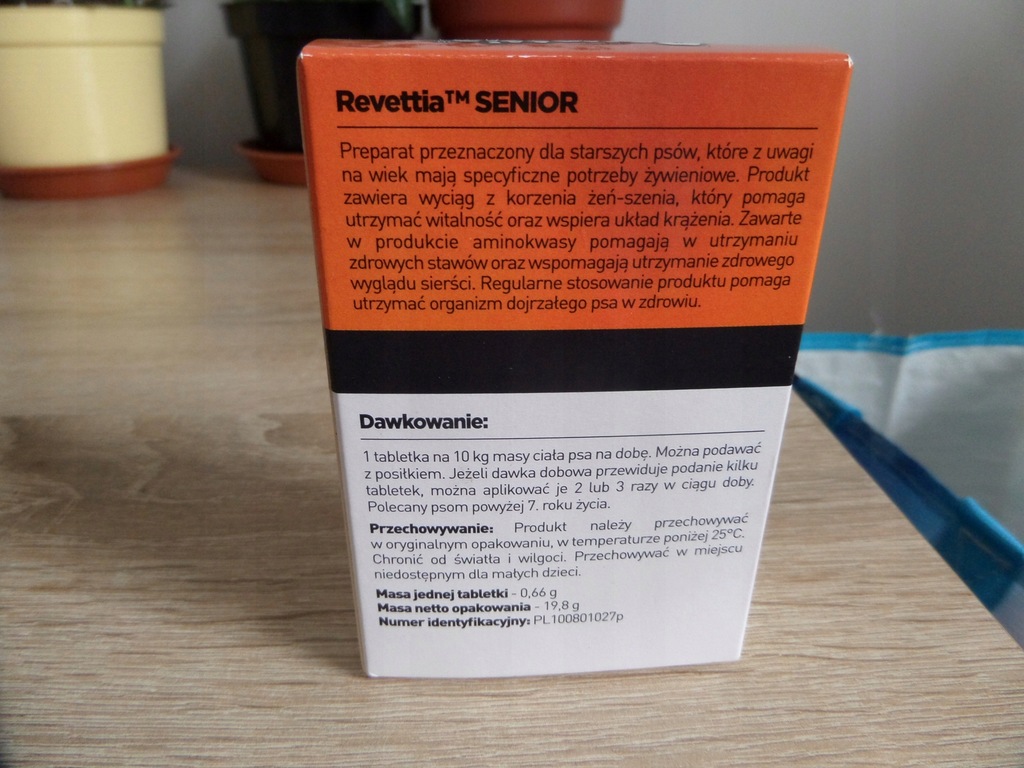 Revettia™ SENIOR
Preparat przeznaczony dla starszych psów, które z uwagi
na wiek mają specyficzne potrzeby żywieniowe. Produkt
zawiera wyciąg z korzenia żeń-szenia, który pomaga
utrzymać witalność oraz wspiera układ krążenia. Zawarte
w produkcie aminokwasy pomagają w utrzymaniu
zdrowych stawów oraz wspomagają utrzymanie zdrowego
wyglądu sierści. Regularne stosowanie produktu pomaga
utrzymać organizm dojrzałego psa w zdrowiu.
Dawkowanie:
1 tabletka na 10 kg masy ciała psa na dobę. Można podawać
z posiłkiem. Jeżeli dawka dobowa przewiduje podanie kilku
tabletek, można aplikować je 2 lub 3 razy w ciągu doby.
Polecany psom powyżej 7. roku życia.
Przechowywanie: Produkt należy przechowywać
w oryginalnym opakowaniu, w temperaturze poniżej 25°C.
Chronić od światła i wilgoci. Przechowywać w miejscu
niedostępnym dla małych dzieci.
Masa jednej tabletki - 0,66 g
Masa netto opakowania - 19,8 g
Numer identyfikacyjny: PL100801027p